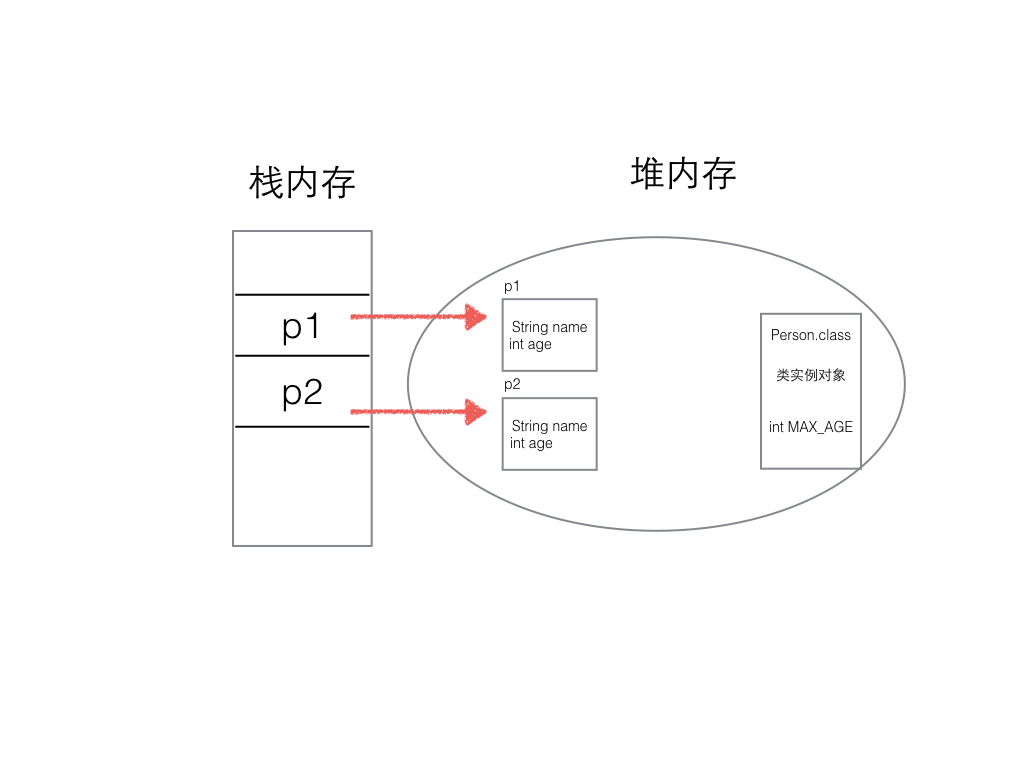 栈内存
p1
p2
堆内存
p1
String name
int age
p2
String name
int age
Person.class
类实例对象
int MAX_AGE